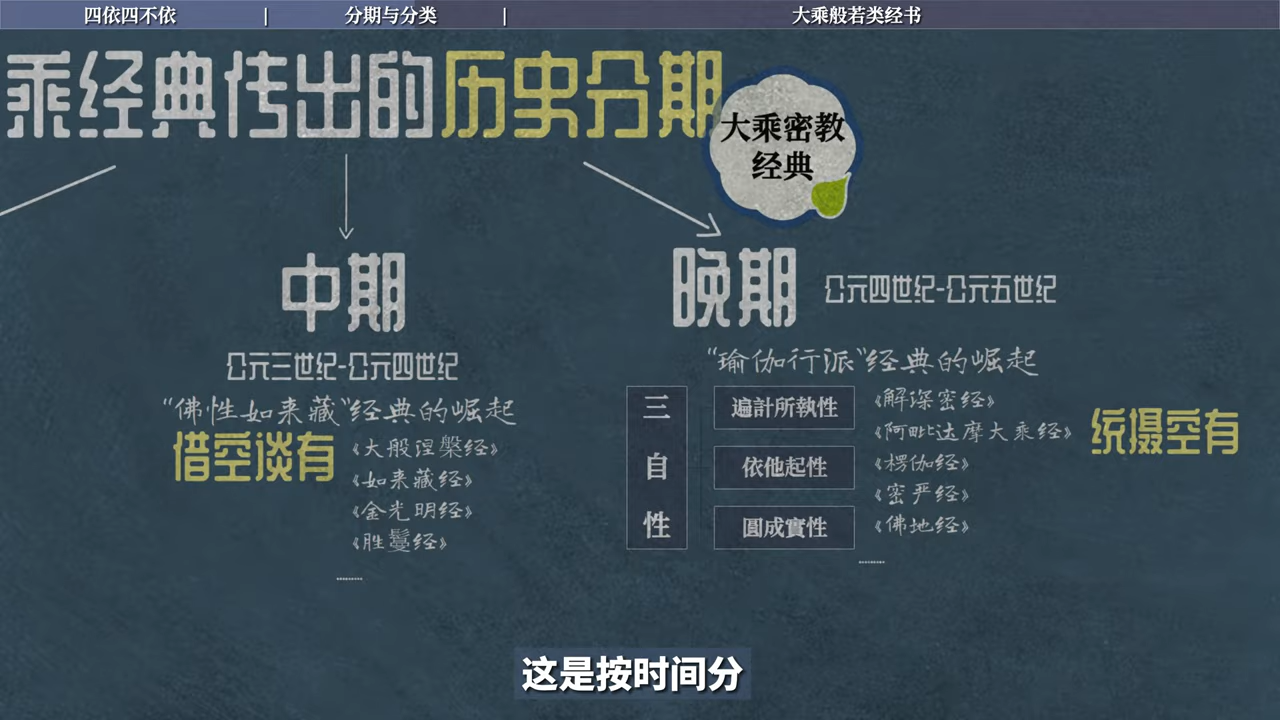 四依四不依 | 分期与分类 | 大乘般若类经书
乘经典传出的历史分期
大乘密教
经典
中期
公元三世纪-公元四世纪
“佛性如来藏”经典的崛起
借空谈有
《大般涅槃经》
《如来藏经》
《金光明经》
《胜鬘经》
晚期
公元四世纪-公元五世纪
“瑜伽行派”经典的崛起
三自性
遍計所執性
依他起性
圓成實性
《解深密经》
《阿毗达摩大乘经》
《楞伽经》
《密严经》
《佛地经》
统摄空有
这是按时间分